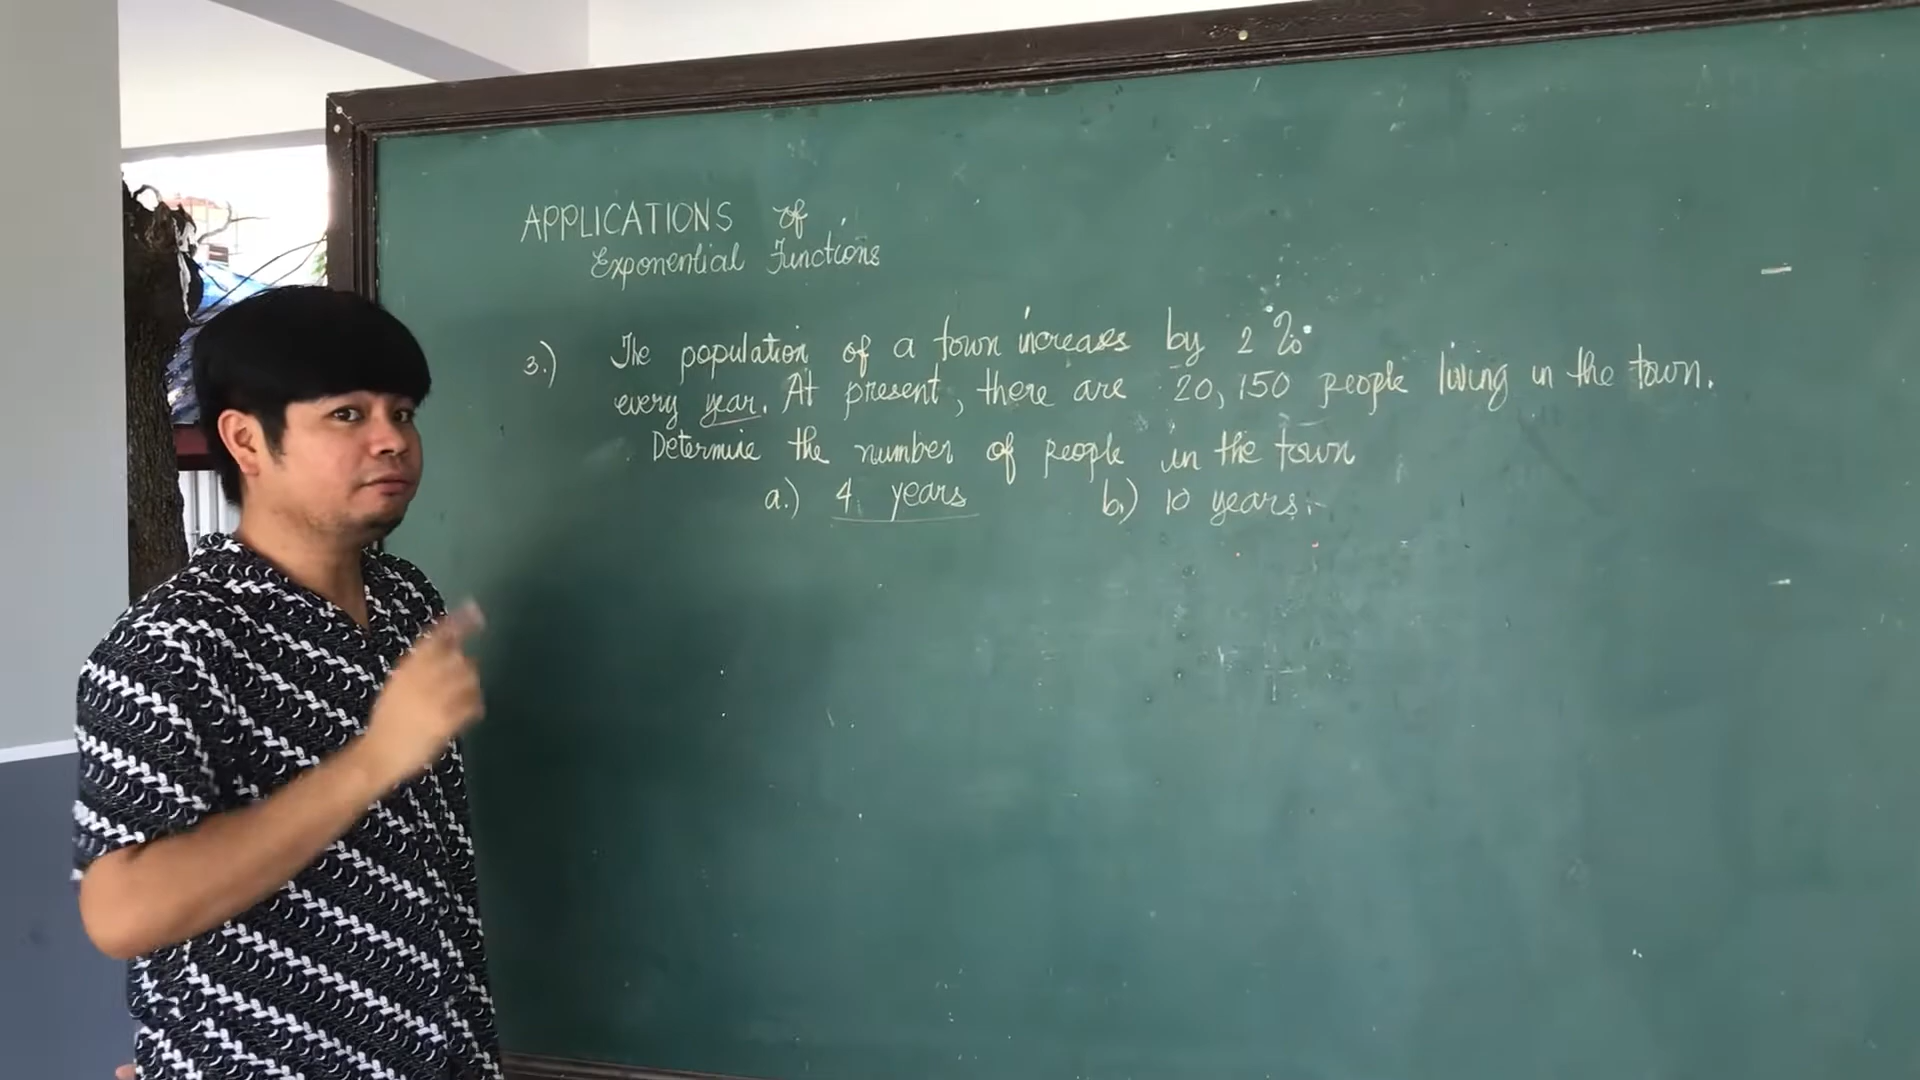 APPLICATIONS of
Exponential Functions
3.) The population of a town increases by 2%
every year. At present, there are 20,150 people living in the town.
Determine the number of people in the town
a.) 4 years b.) 10 years.